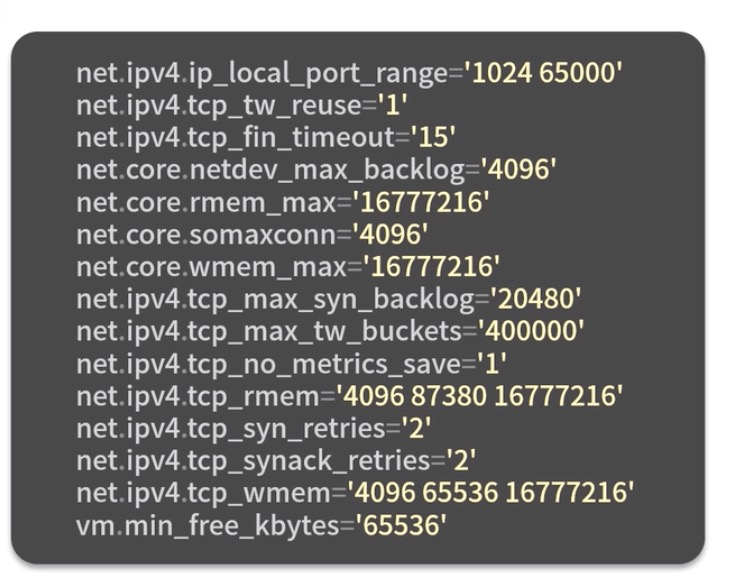 net.ipv4.ip_local_port_range='1024 65000'
net.ipv4.tcp_tw_reuse='1'
net.ipv4.tcp_fin_timeout='15'
net.core.netdev_max_backlog='4096'
net.core.rmem_max='16777216'
net.core.somaxconn='4096'
net.core.wmem_max='16777216'
net.ipv4.tcp_max_syn_backlog='20480'
net.ipv4.tcp_max_tw_buckets='400000'
net.ipv4.tcp_no_metrics_save='1'
net.ipv4.tcp_rmem='4096 87380 16777216'
net.ipv4.tcp_syn_retries='2'
net.ipv4.tcp_synack_retries='2'
net.ipv4.tcp_wmem='4096 65536 16777216'
vm.min_free_kbytes='65536'